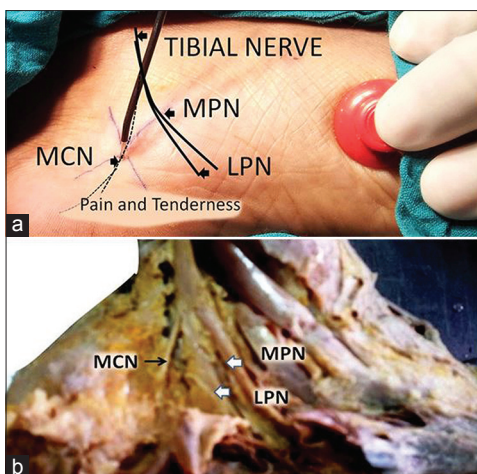 TIBIAL NERVE
MPN
MCN
LPN
Pain and Tenderness
a
MCN
MPN
LPN
b